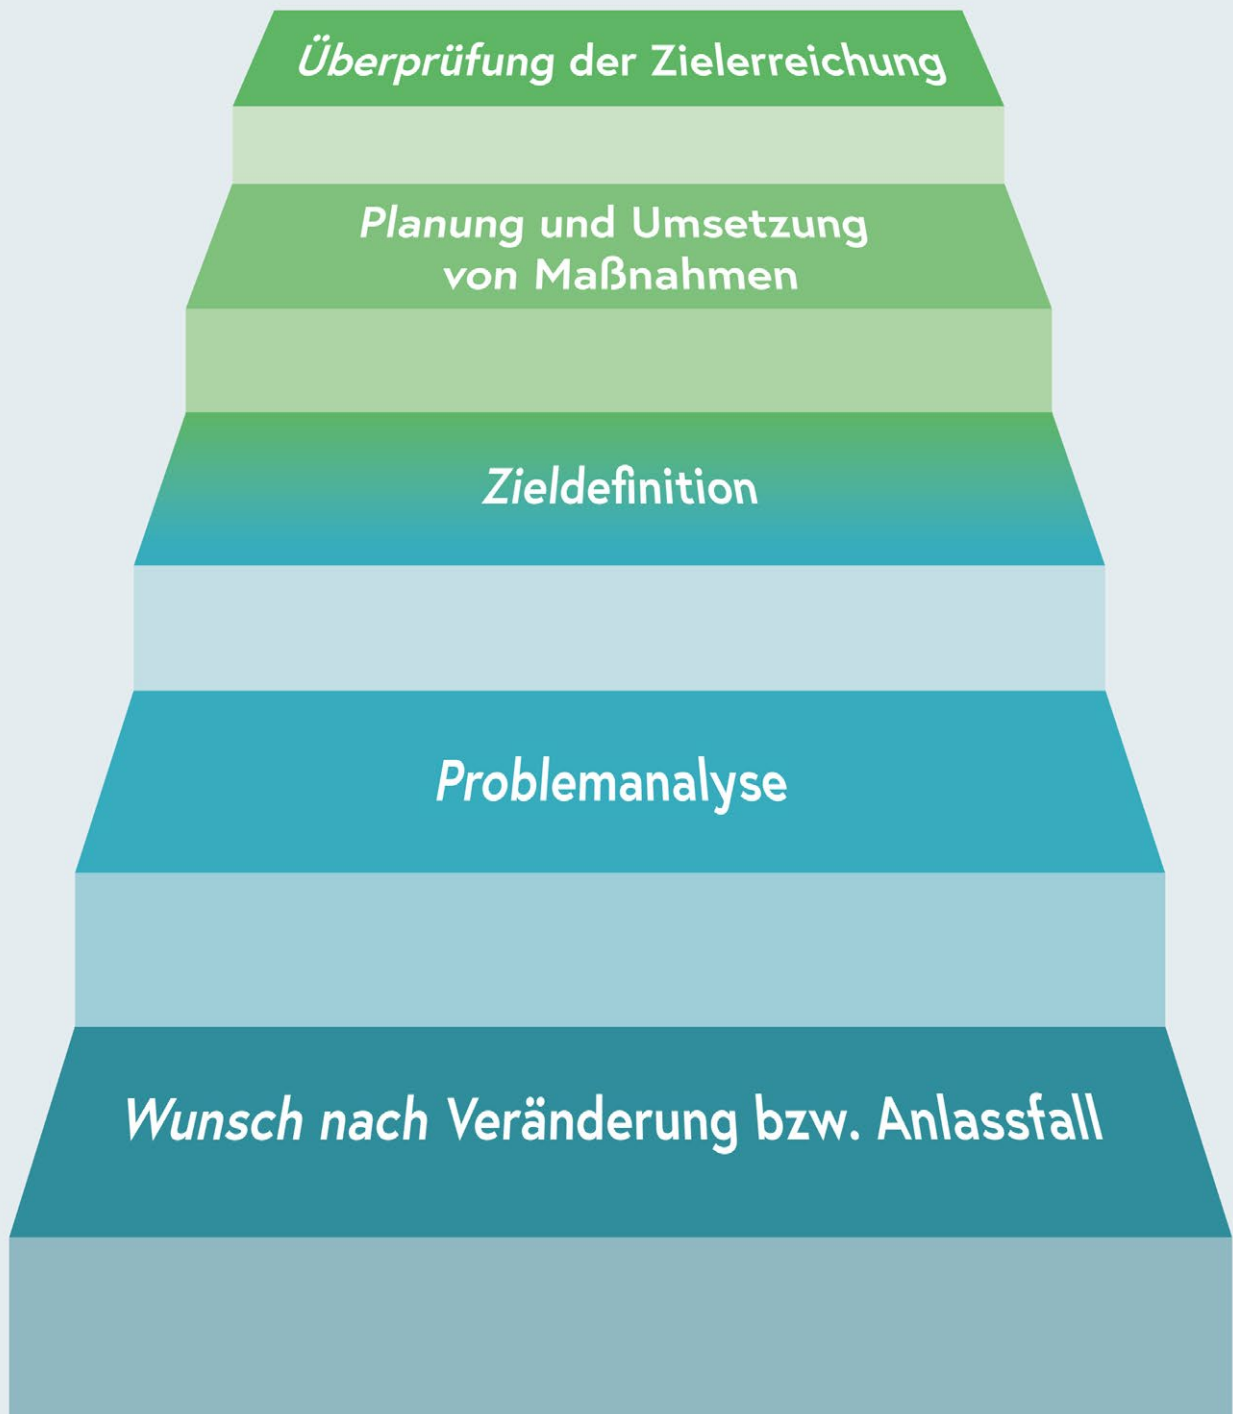 Überprüfung der Zielerreichung
Planung und Umsetzung
von Maßnahmen
Zieldefinition
Problemanalyse
Wunsch nach Veränderung bzw. Anlassfall